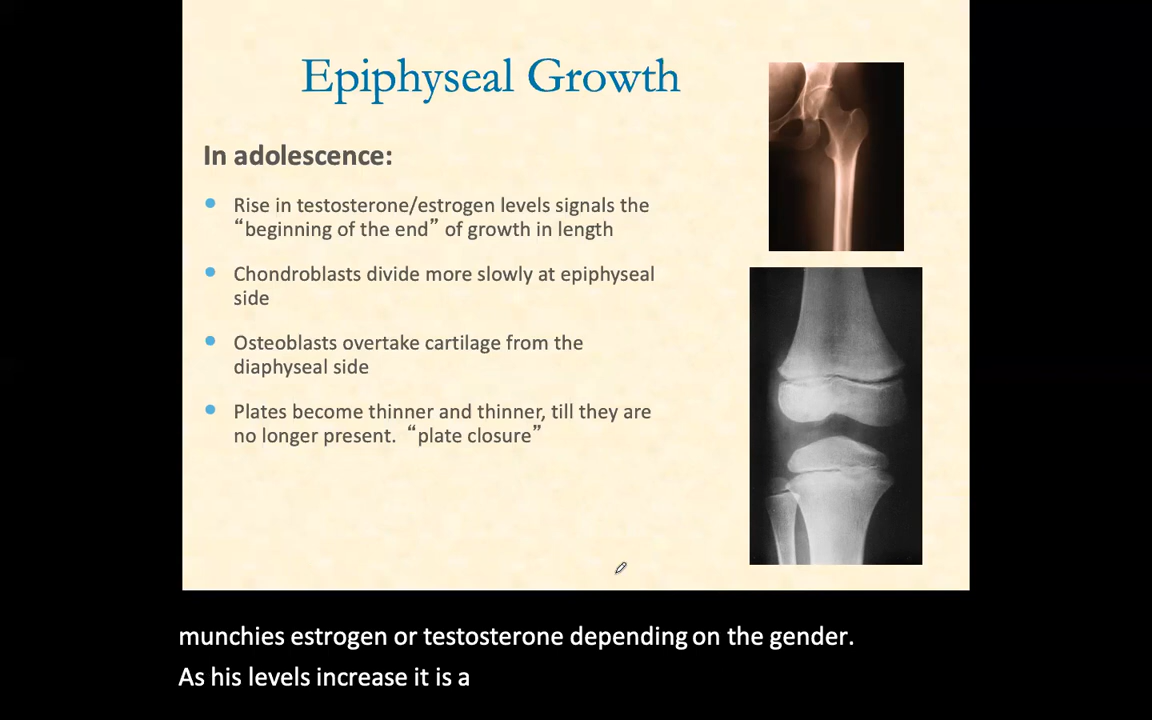 Epiphyseal Growth
In adolescence:
• Rise in testosterone/estrogen levels signals the
“beginning of the end” of growth in length
• Chondroblasts divide more slowly at epiphyseal
side
• Osteoblasts overtake cartilage from the
diaphyseal side
• Plates become thinner and thinner, till they are
no longer present. “plate closure”
munchies estrogen or testosterone depending on the gender.
As his levels increase it is a